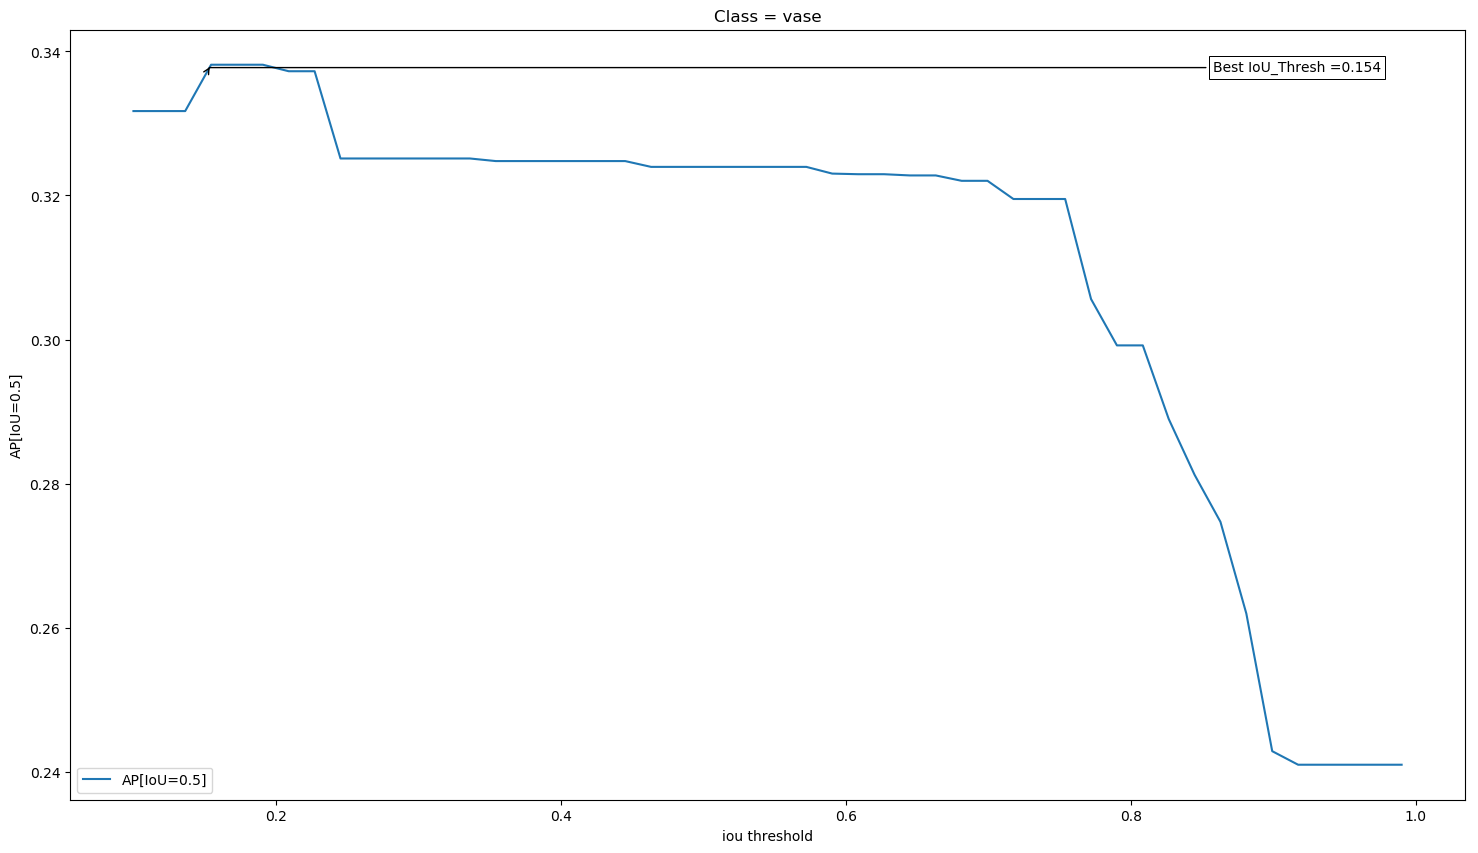 Class = vase
0.34
0.32
0.30
0.28
0.26
0.24
AP[IoU=0.5]
Best IoU_Thresh =0.154
AP[IoU=0.5]
0.2 0.4 0.6 0.8 1.0
iou threshold